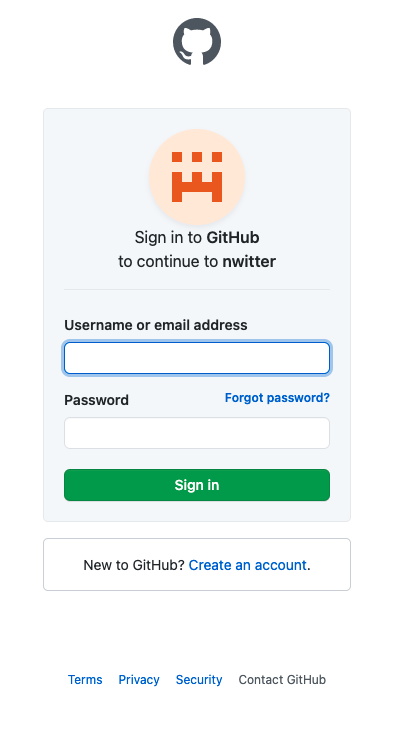 Sign in to GitHub
to continue to nwitter
Username or email address
Password
Forgot password?
Sign in
New to GitHub? Create an account.
Terms Privacy Security Contact GitHub